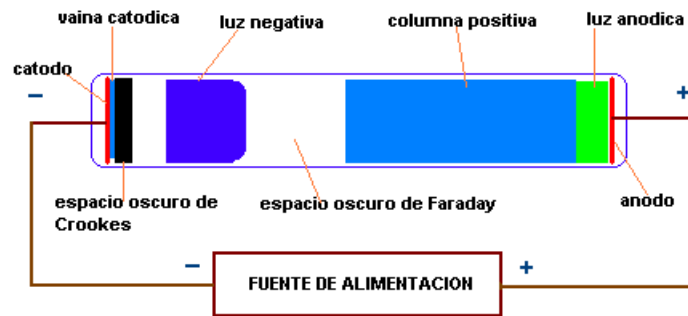 vaina catodica
luz negativa
columna positiva
luz anodica
catodo
−
+
espacio oscuro de
Crookes
espacio oscuro de Faraday
anodo
−
+
FUENTE DE ALIMENTACION